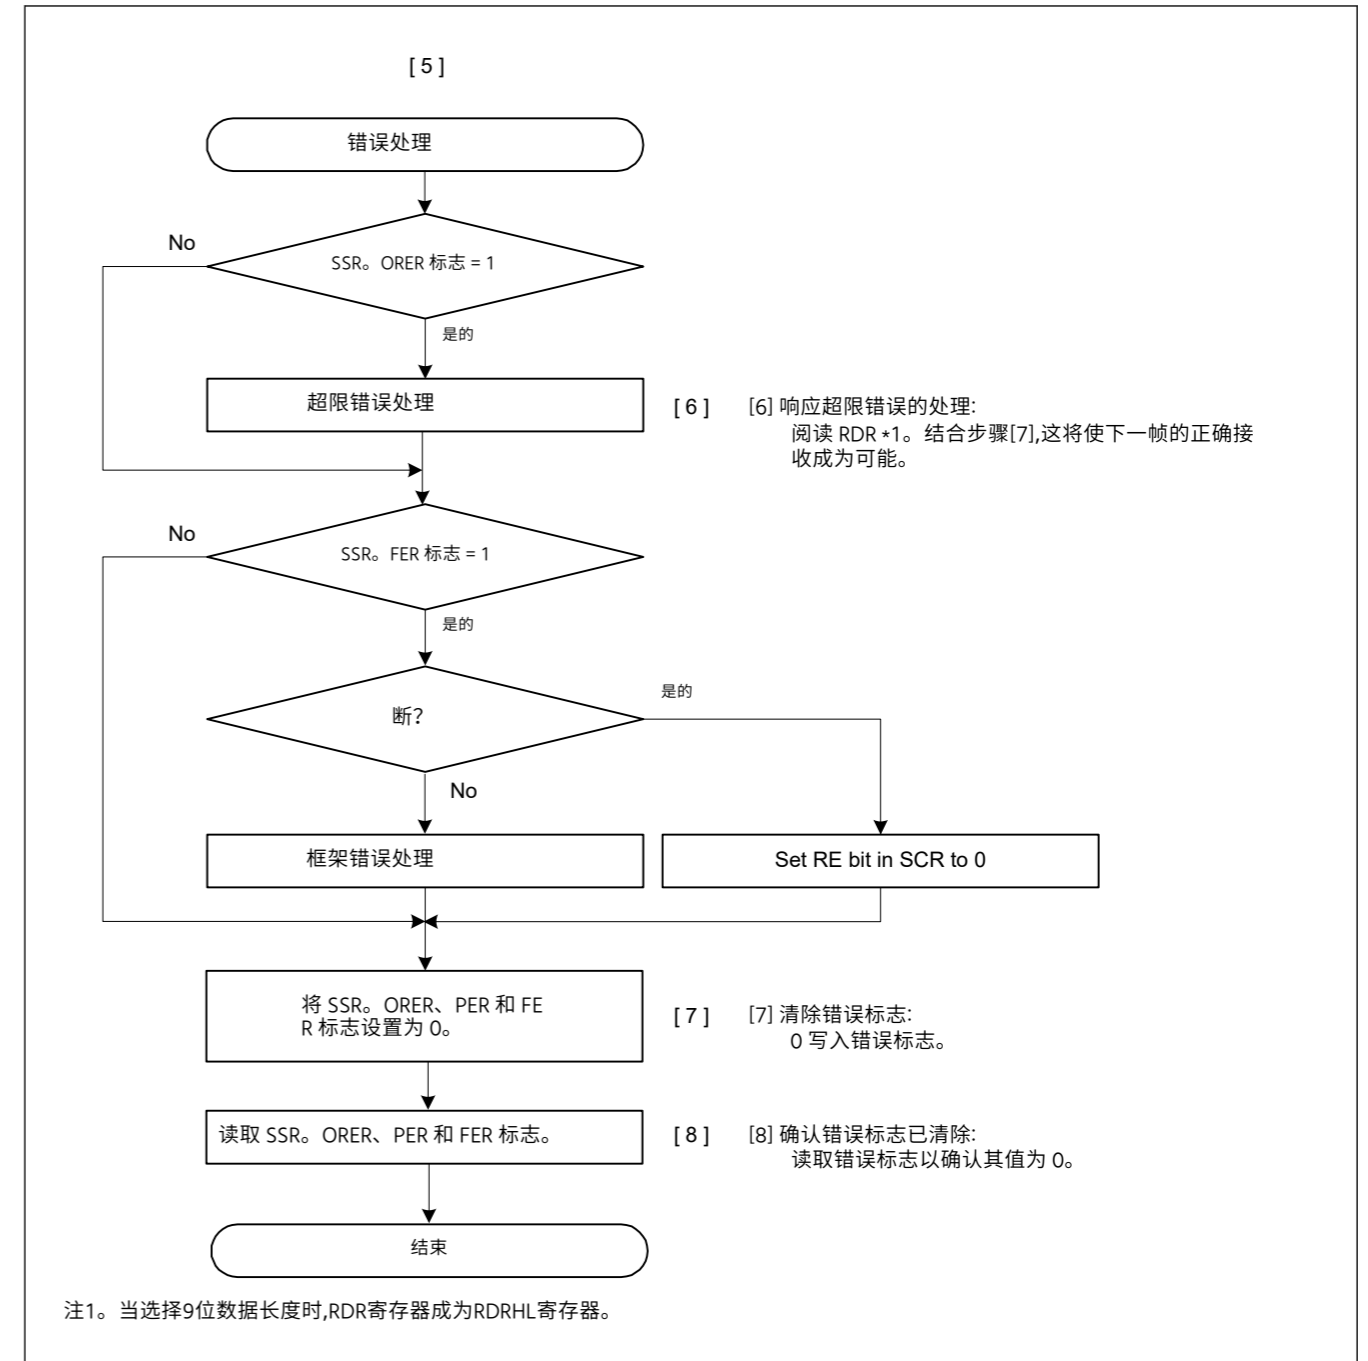 [ 5 ]
错误处理
No
SSR。ORER 标志 = 1
是的
超限错误处理
[ 6 ]
[6] 响应超限错误的处理:
阅读 RDR *1。结合步骤[7],这将使下一帧的正确接
收成为可能。
No
SSR。FER 标志 = 1
是的
断?
是的
No
框架错误处理
Set RE bit in SCR to 0
将 SSR。ORER、PER 和 FE
R 标志设置为 0。
[ 7 ]
[7] 清除错误标志:
0 写入错误标志。
读取 SSR。ORER、PER 和 FER 标志。
[ 8 ]
[8] 确认错误标志已清除:
读取错误标志以确认其值为 0。
结束
注1。当选择9位数据长度时,RDR寄存器成为RDRHL寄存器。